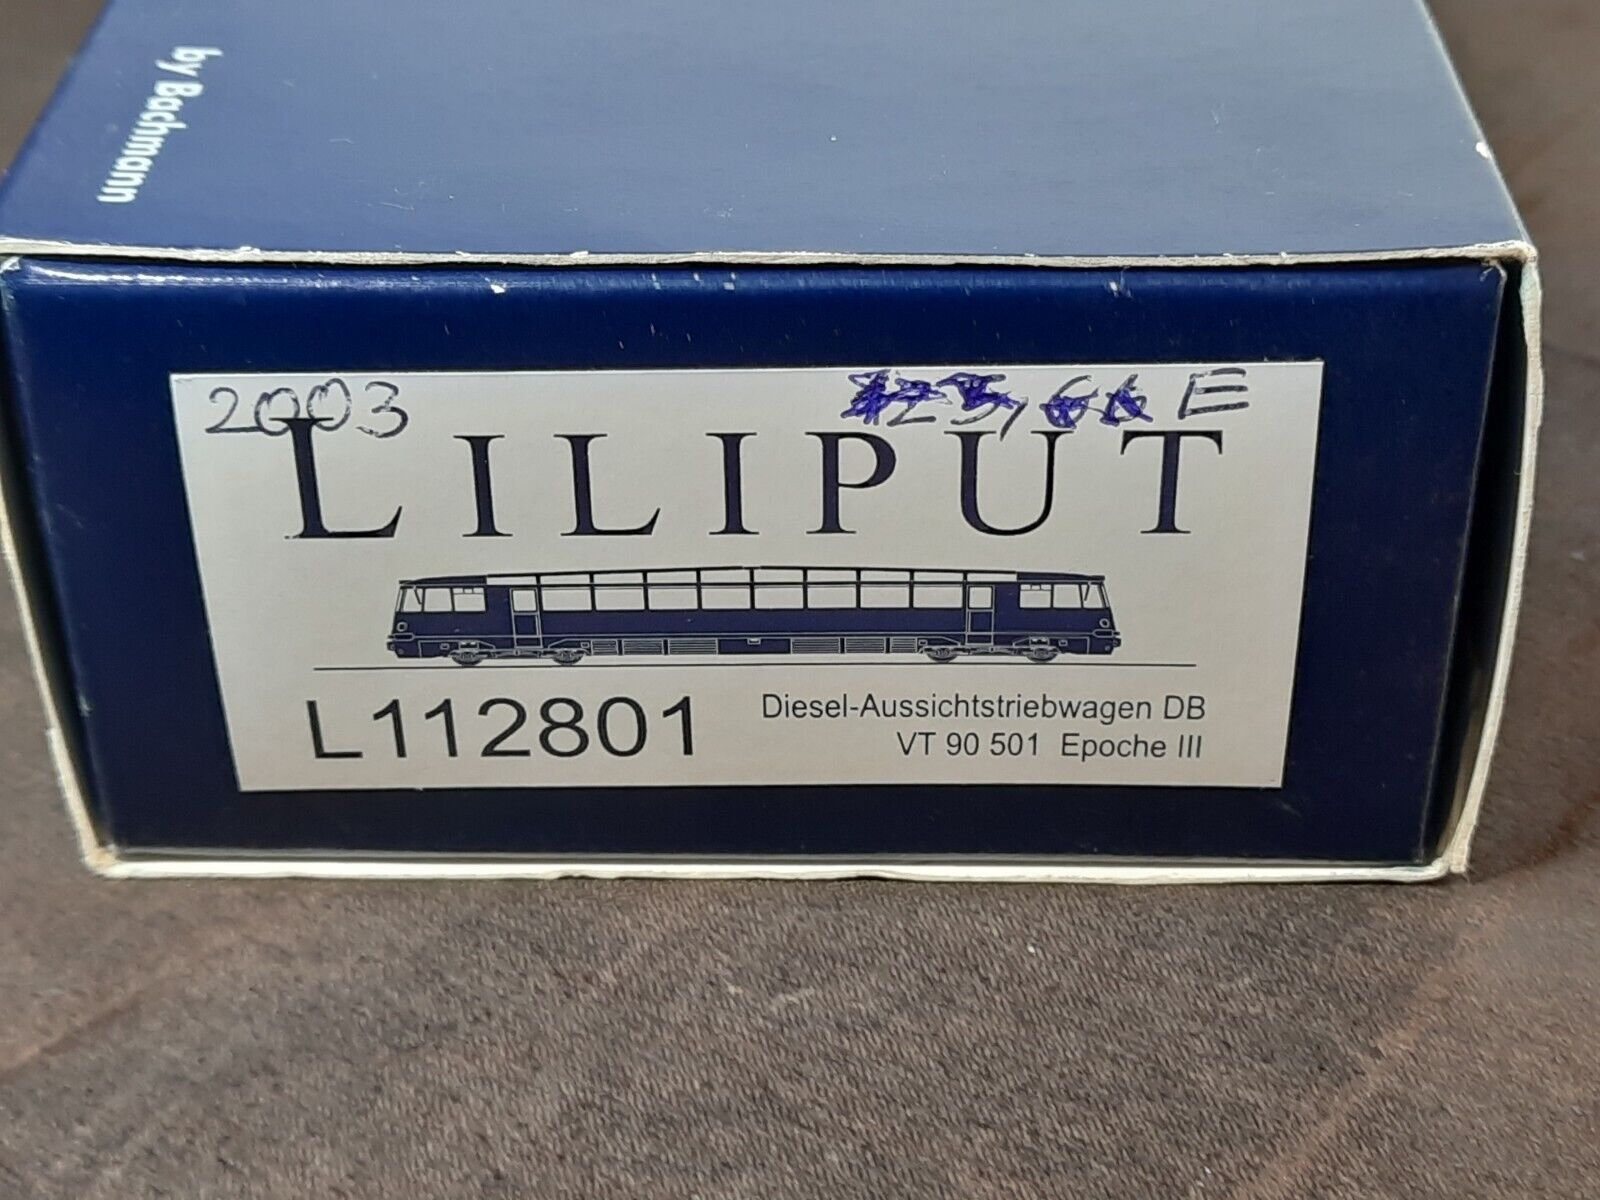 by Bachmann
2003 E
LILIPUT
L112801
Diesel-Aussichtstriebwagen DB
VT 90 501 Epoche III